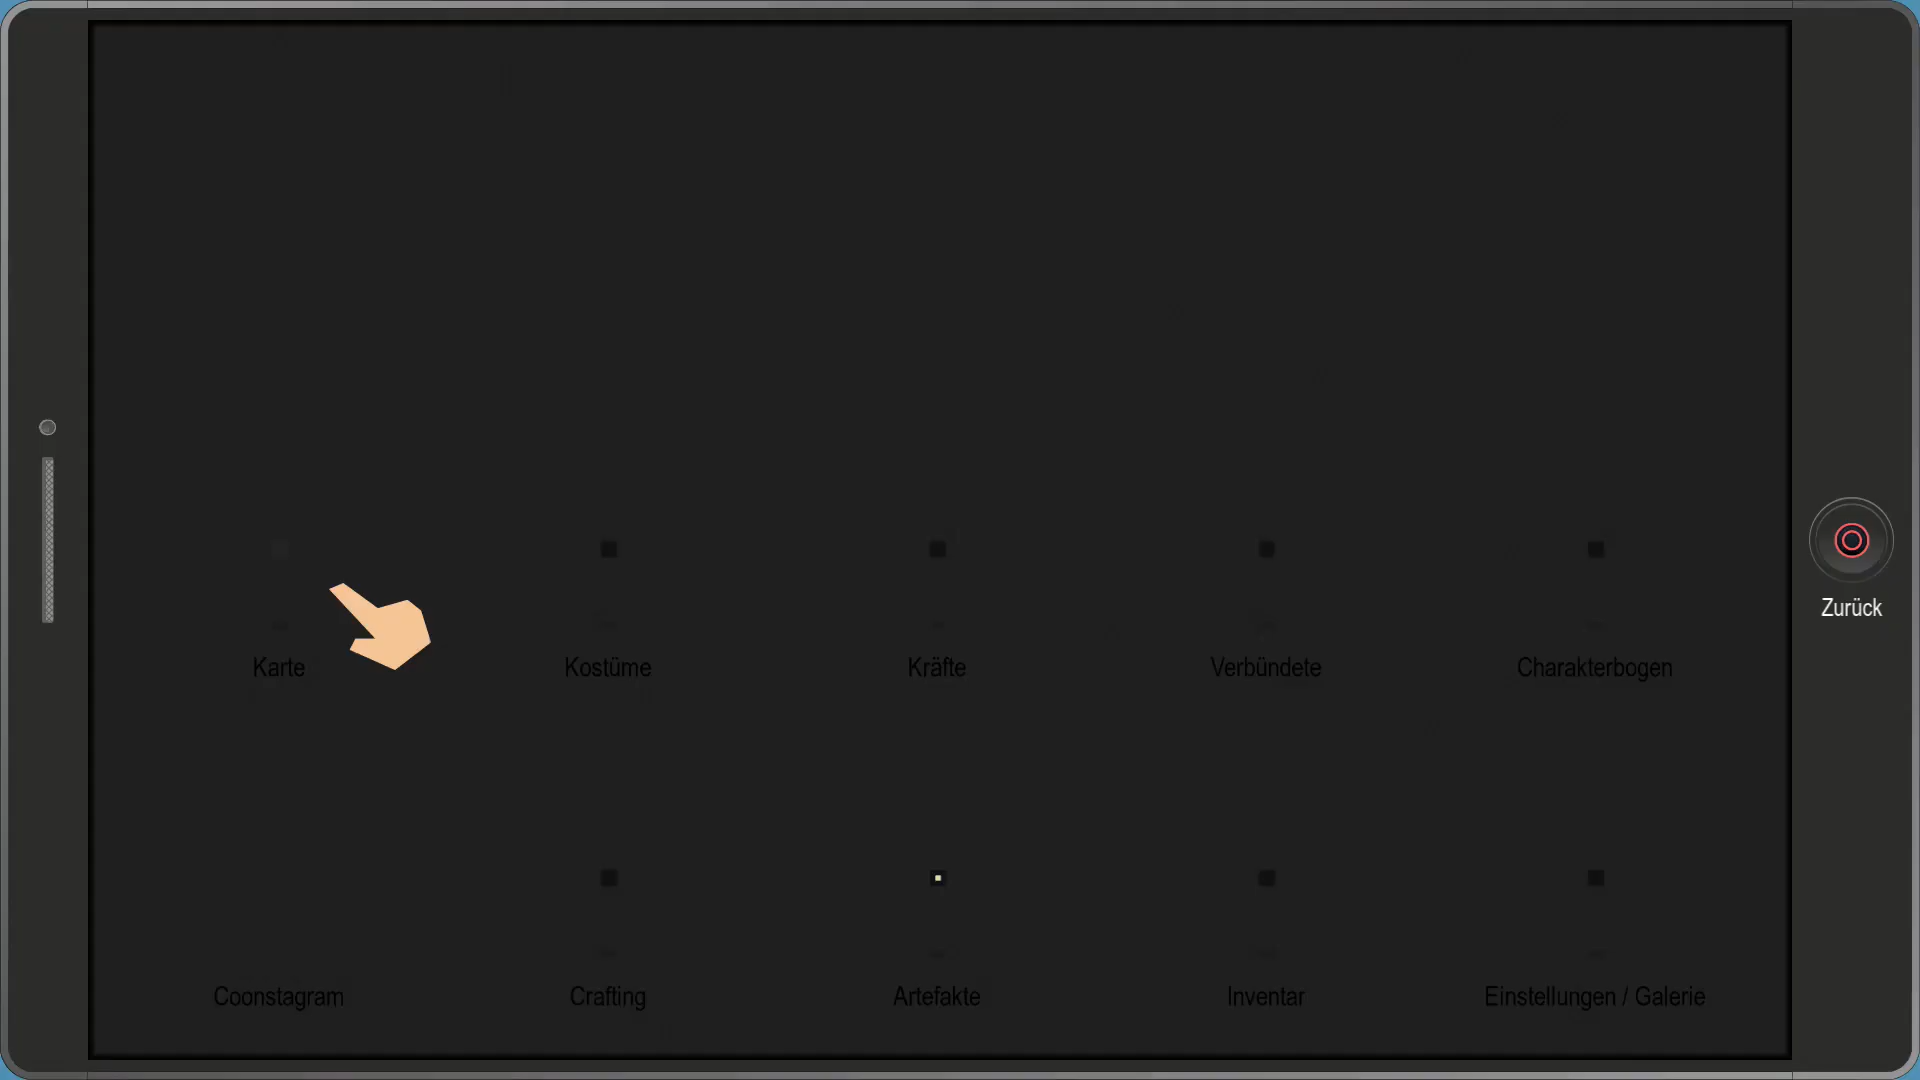 Zurück
Karte
Kostüme
Kräfte
Verbündete
Charakterbogen
Coonstagram
Crafting
Artefakte
Inventar
Einstellungen / Galerie